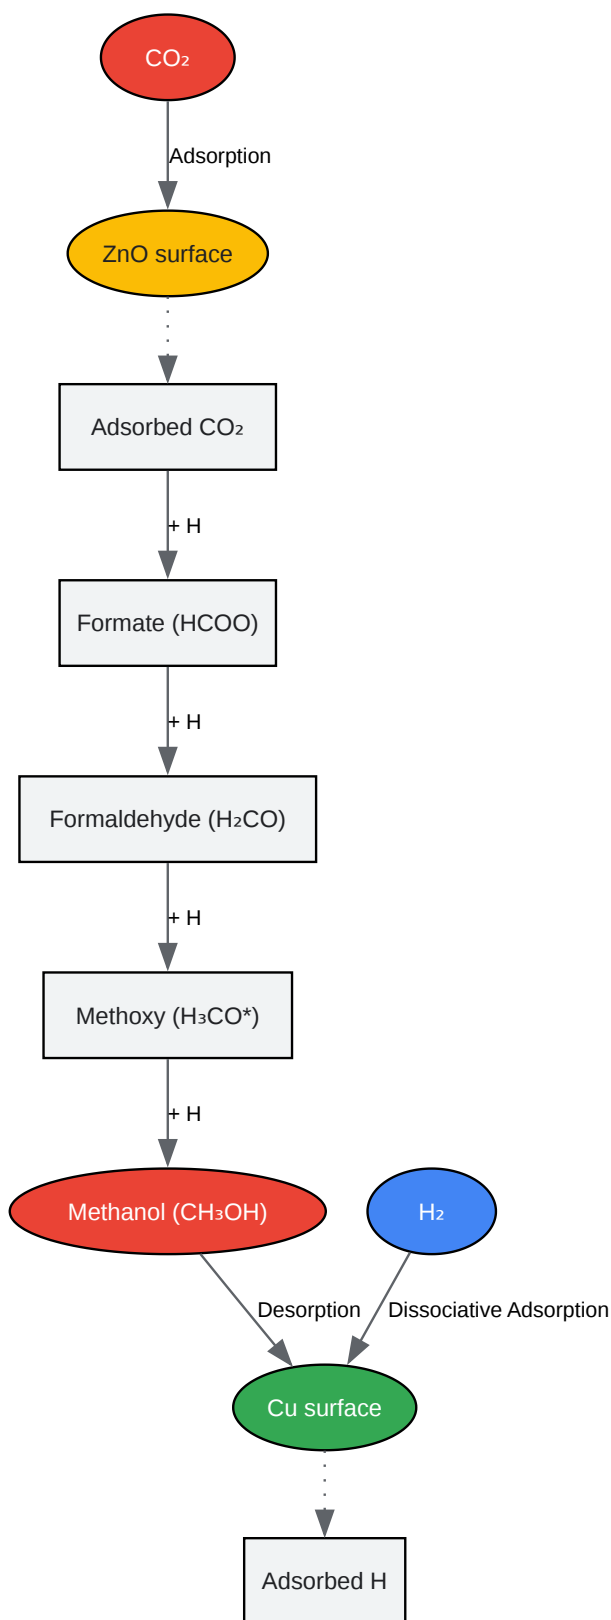 CO₂
Adsorption
ZnO surface
Adsorbed CO₂
+ H
Formate (HCOO)
+ H
Formaldehyde (H₂CO)
+ H
Methoxy (H₃CO*)
+ H
Methanol (CH₃OH)
H₂
Desorption
Dissociative Adsorption
Cu surface
Adsorbed H